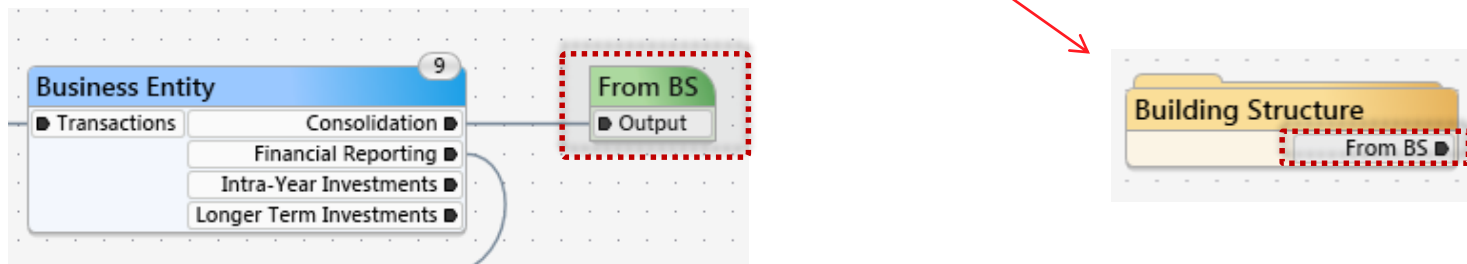 9
Business Entity
Transactions
Consolidation
Financial Reporting
Intra-Year Investments
Longer Term Investments
From BS
Output
Building Structure
From BS